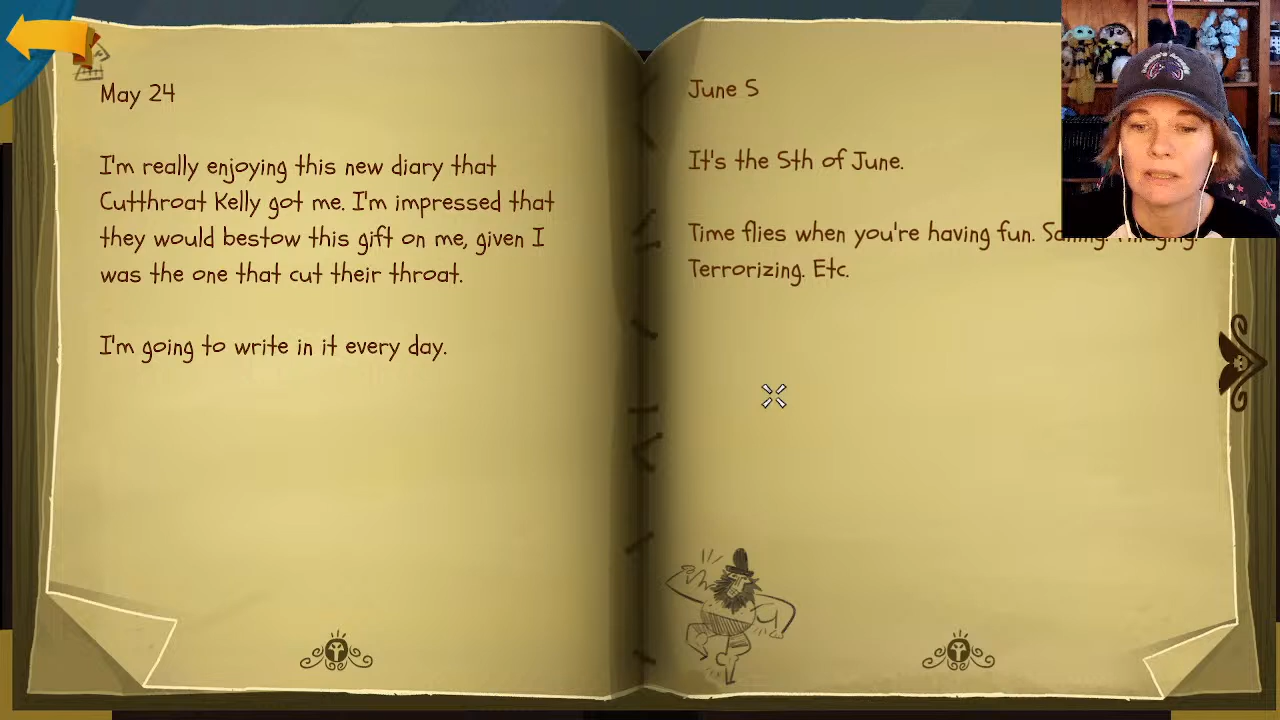 May 24
I'm really enjoying this new diary that
Cutthroat Kelly got me. I'm impressed that
they would bestow this gift on me, given I
was the one that cut their throat.
I'm going to write in it every day.
June 5
It's the 5th of June.
Time flies when you're having fun.
Terrorizing. Etc.